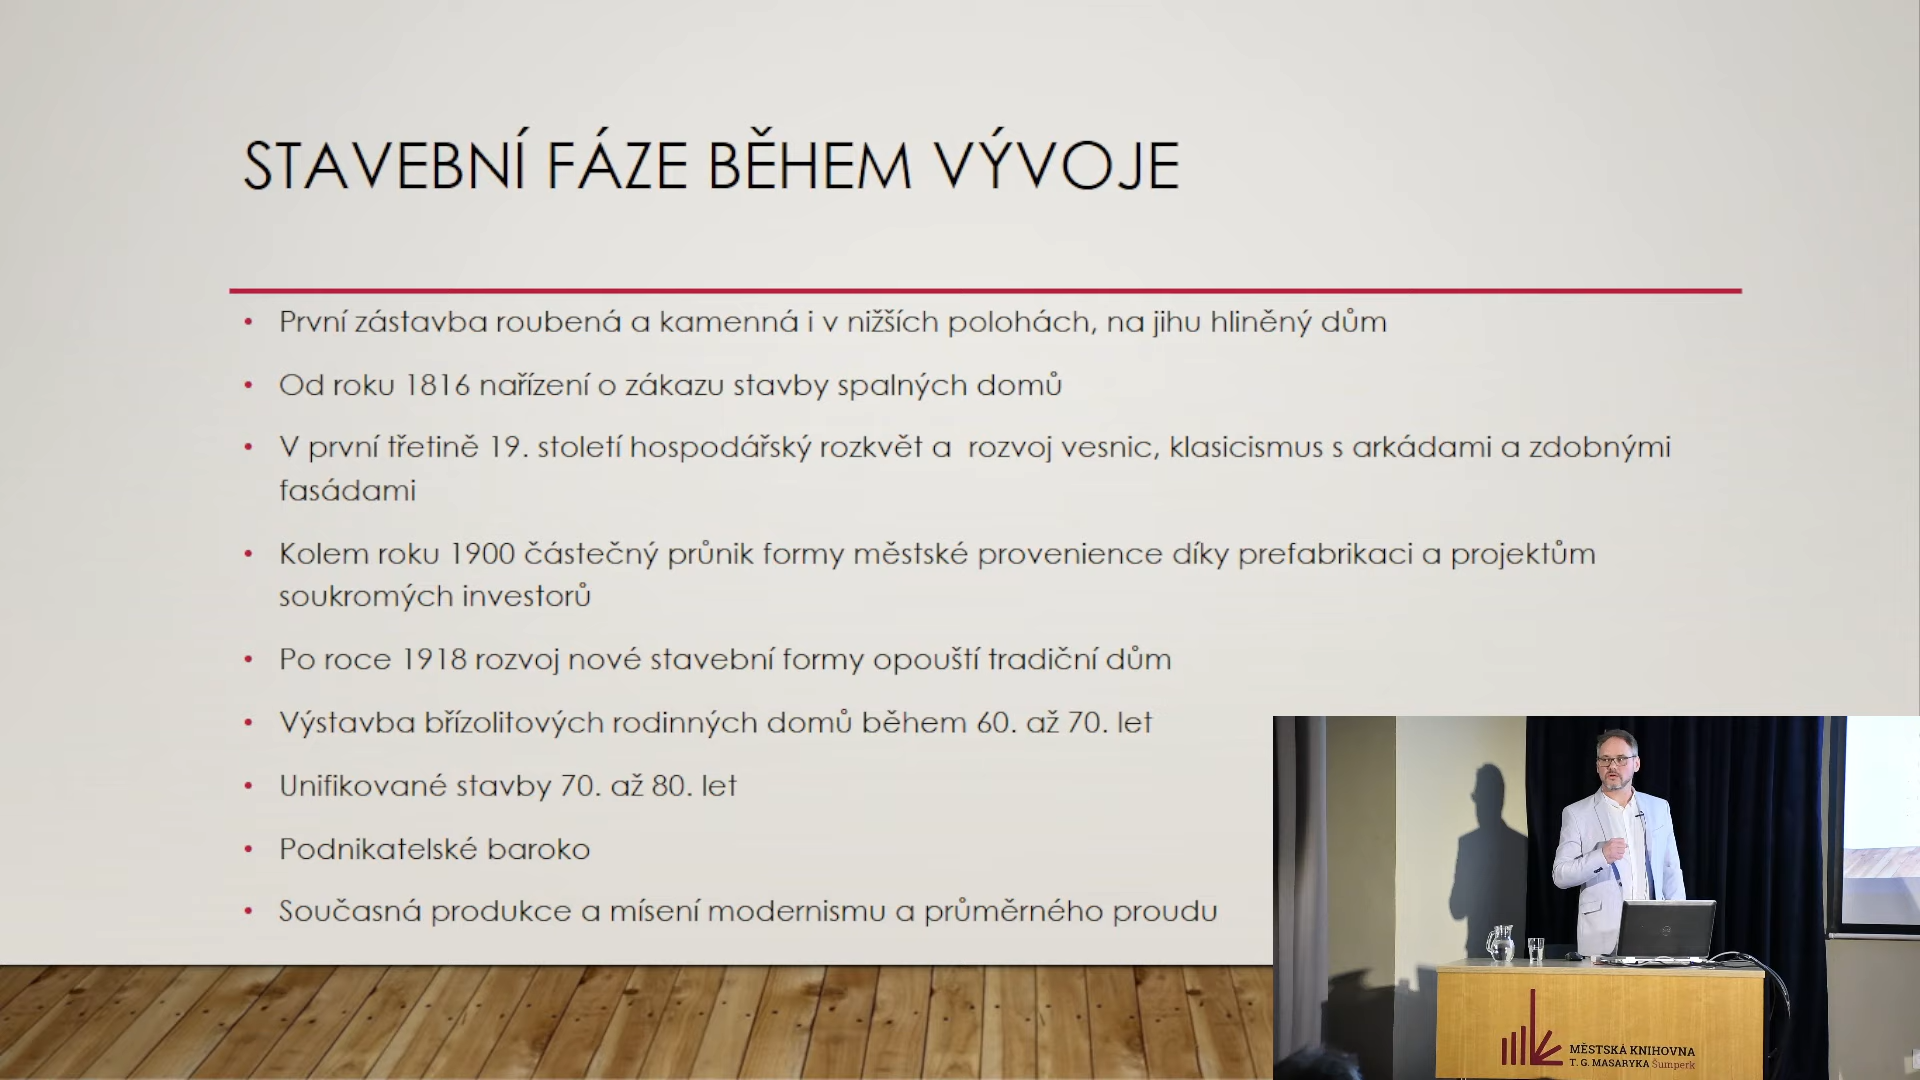 STAVEBNÍ FÁZE BĚHEM VÝVOJE
• První zástavba roubená a kamenná i v nižších polohách, na jihu hliněný dům
• Od roku 1816 nařízení o zákazu stavby spalných domů
• V první třetině 19. století hospodářský rozkvět a rozvoj vesnic, klasicismus s arkádami a zdobnými
fasádami
• Kolem roku 1900 částečný průnik formy městské provenience díky prefabrikaci a projektům
soukromých investorů
• Po roce 1918 rozvoj nové stavební formy opouští tradiční dům
• Výstavba břízolitových rodinných domů během 60. až 70. let
• Unifikované stavby 70. až 80. let
• Podnikatelské baroko
• Současná produkce a mísení modernismu a průměrného proudu
MĚSTSKÁ KNIHOVNA
T. G. MASARYKA Šumperk